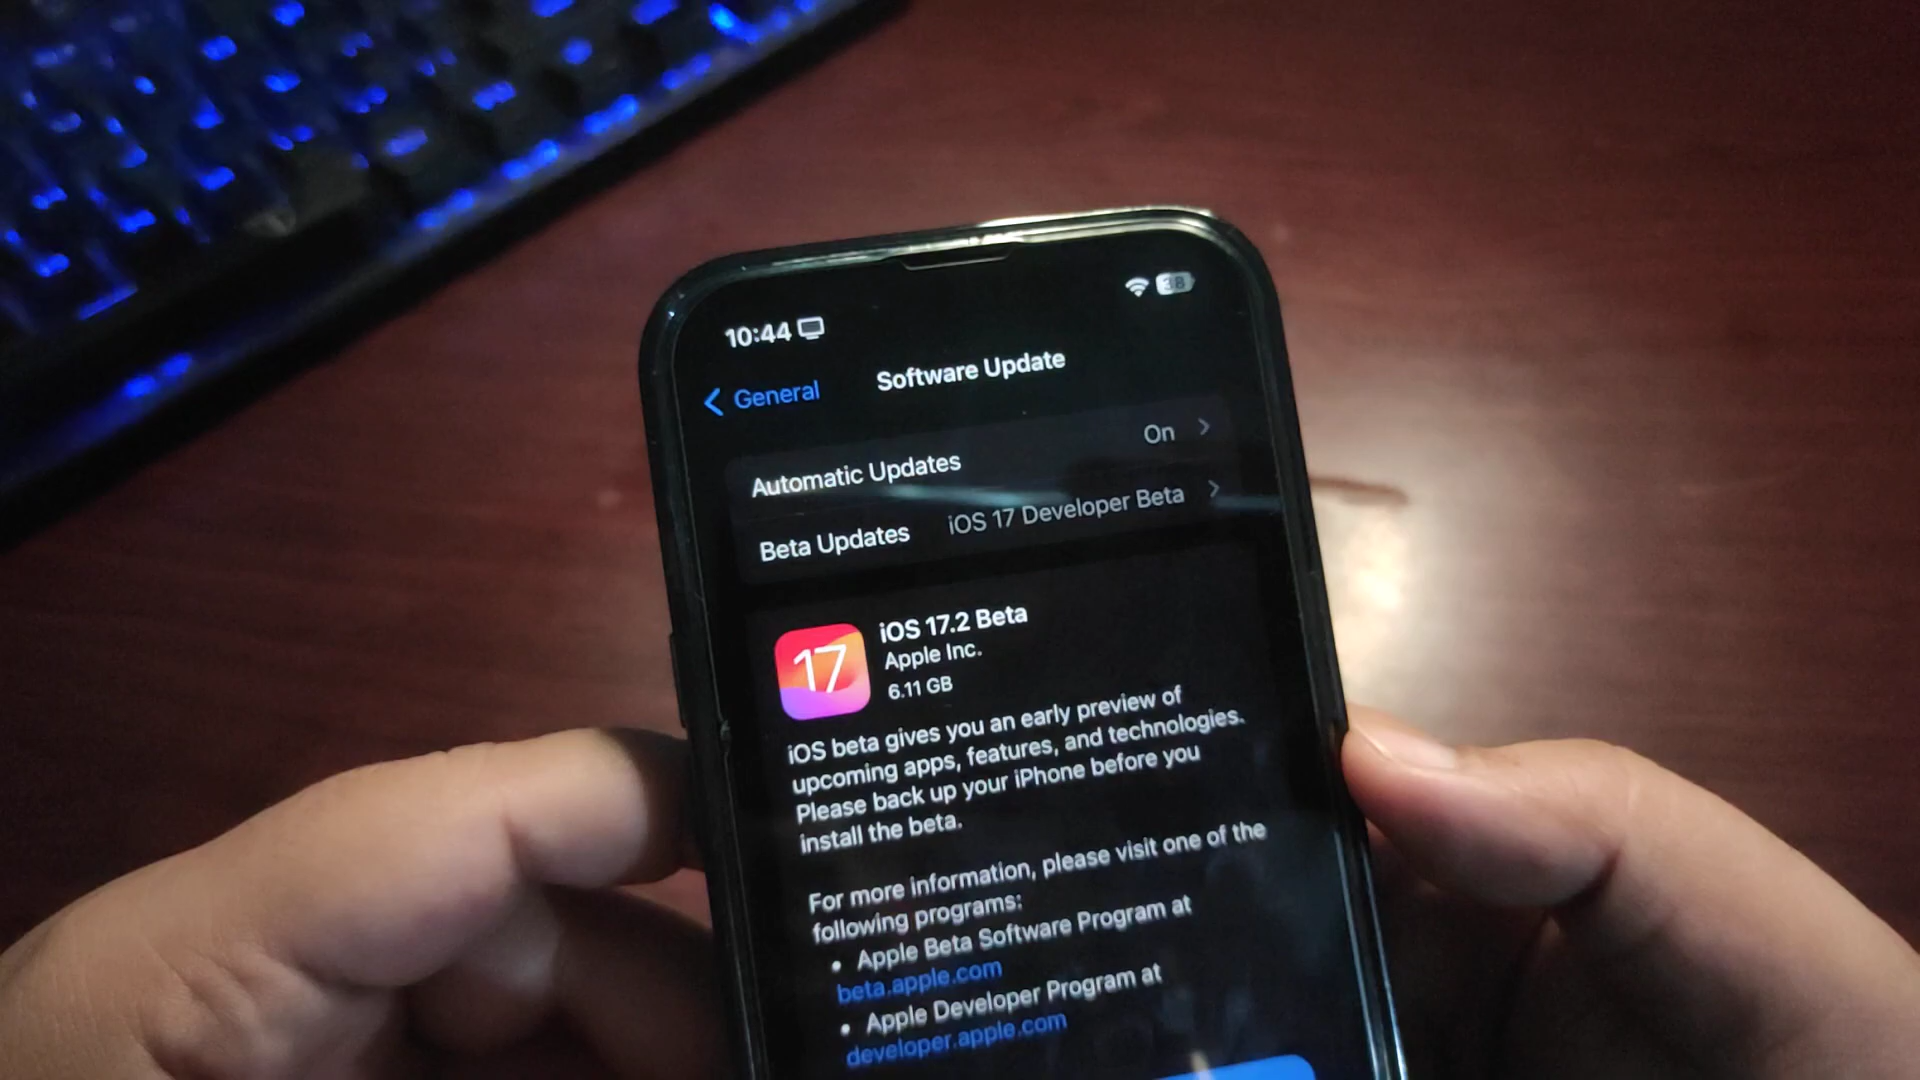 10:44
38
General
Software Update
Automatic Updates On
Beta Updates iOS 17 Developer Beta
17
iOS 17.2 Beta
Apple Inc.
6.11 GB
iOS beta gives you an early preview of
upcoming apps, features, and technologies.
Please back up your iPhone before you
install the beta.
For more information, please visit one of the
following programs:
• Apple Beta Software Program at
beta.apple.com
• Apple Developer Program at
developer.apple.com